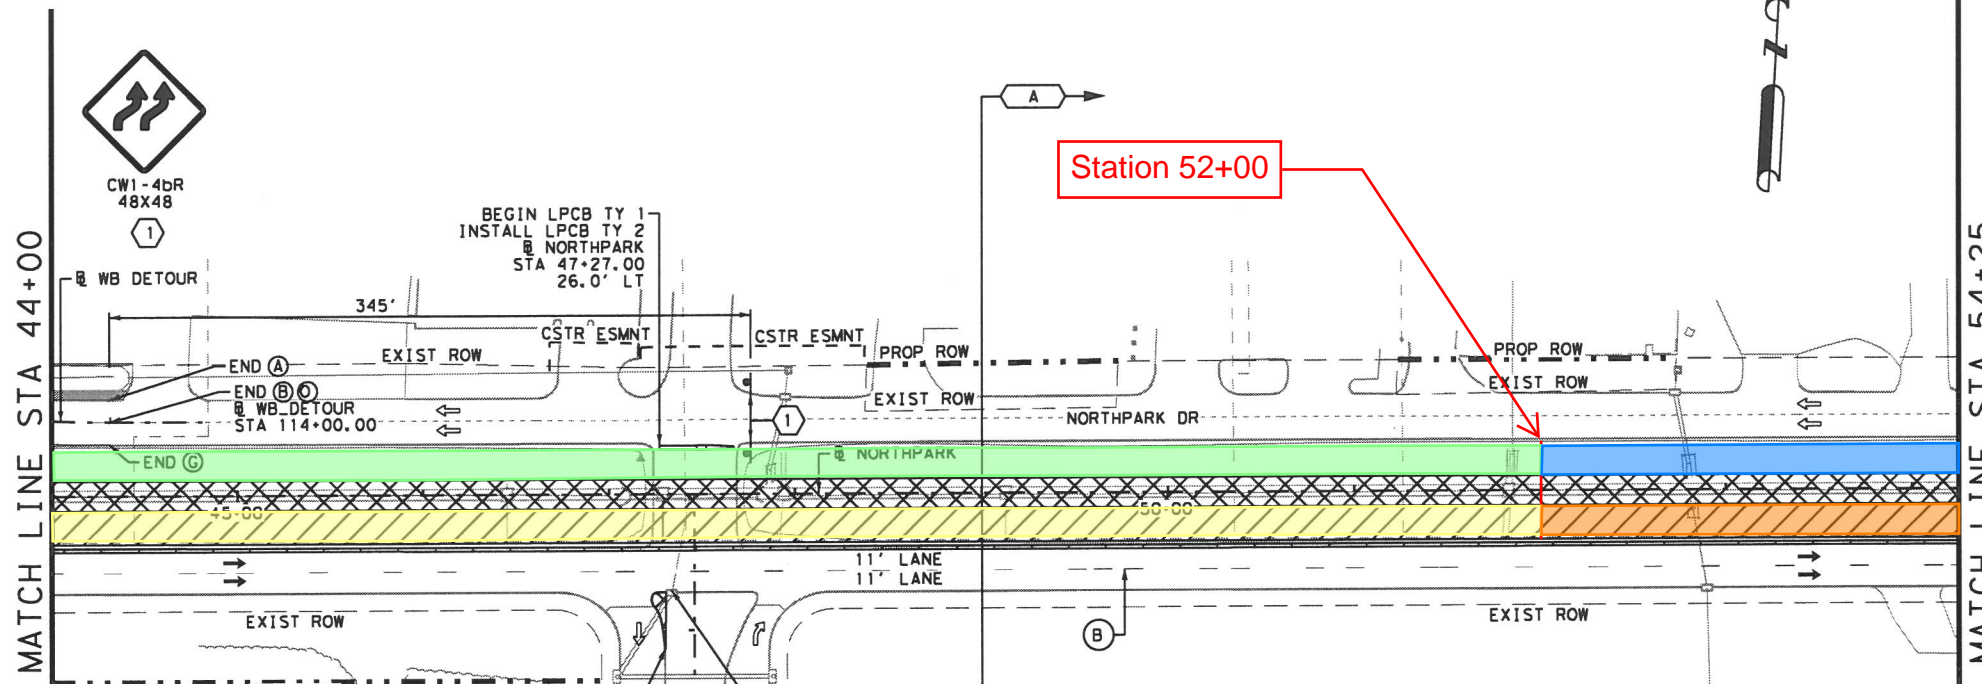 MATCH LINE STA 44+00
CW1-4bR
48X48
1
℄ WB DETOUR
345'
END A
END B D
WB_DETOUR
STA 114+00.00
END G
EXIST ROW
BEGIN LPCB TY 1
INSTALL LPCB TY 2
NORTHPARK
STA 47+27.00
26.0' LT
CSTR ESMNT
CSTR ESMNT
A
Station 52+00
PROP ROW
EXIST ROW
1
NORTHPARK DR
PROP ROW
EXIST ROW
NORTHPARK
45+00
50+00
11' LANE
11' LANE
EXIST ROW
B
EXIST ROW
MATCH LINE STA 54+25